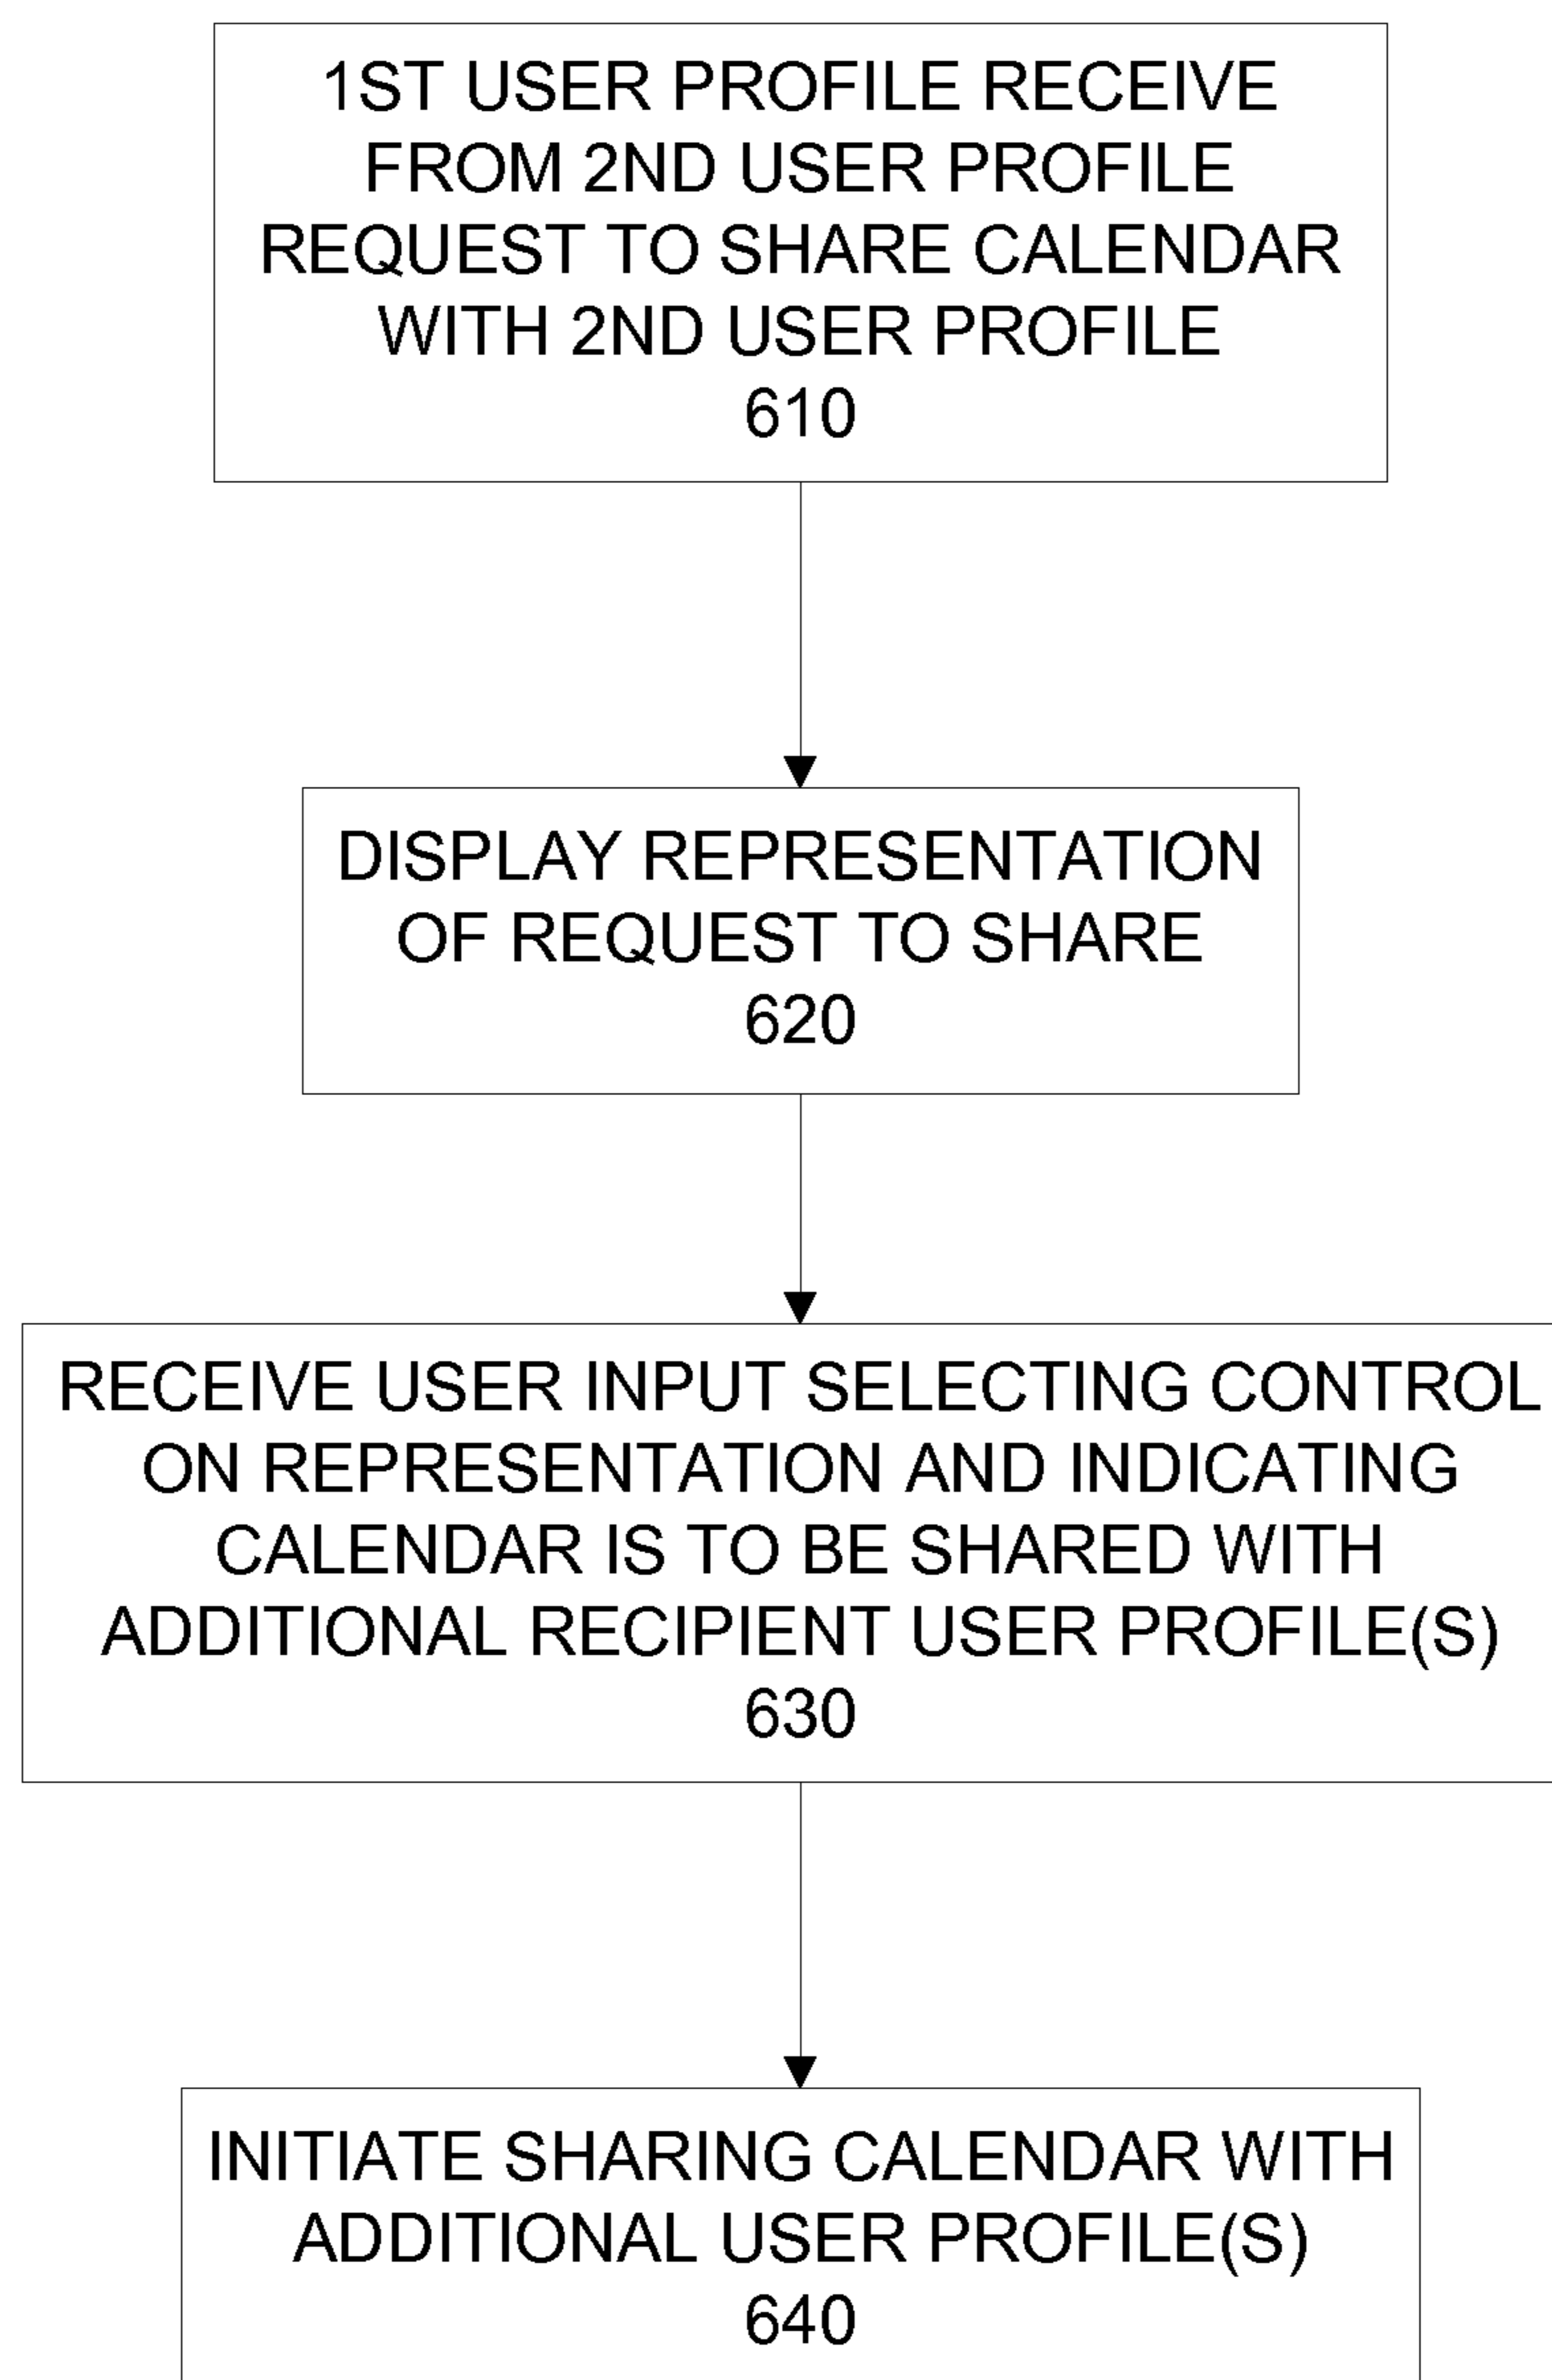 1ST USER PROFILE RECEIVE
FROM 2ND USER PROFILE
REQUEST TO SHARE CALENDAR
WITH 2ND USER PROFILE
610
DISPLAY REPRESENTATION
OF REQUEST TO SHARE
620
RECEIVE USER INPUT SELECTING CONTROL
ON REPRESENTATION AND INDICATING
CALENDAR IS TO BE SHARED WITH
ADDITIONAL RECIPIENT USER PROFILE(S)
630
INITIATE SHARING CALENDAR WITH
ADDITIONAL USER PROFILE(S)
640